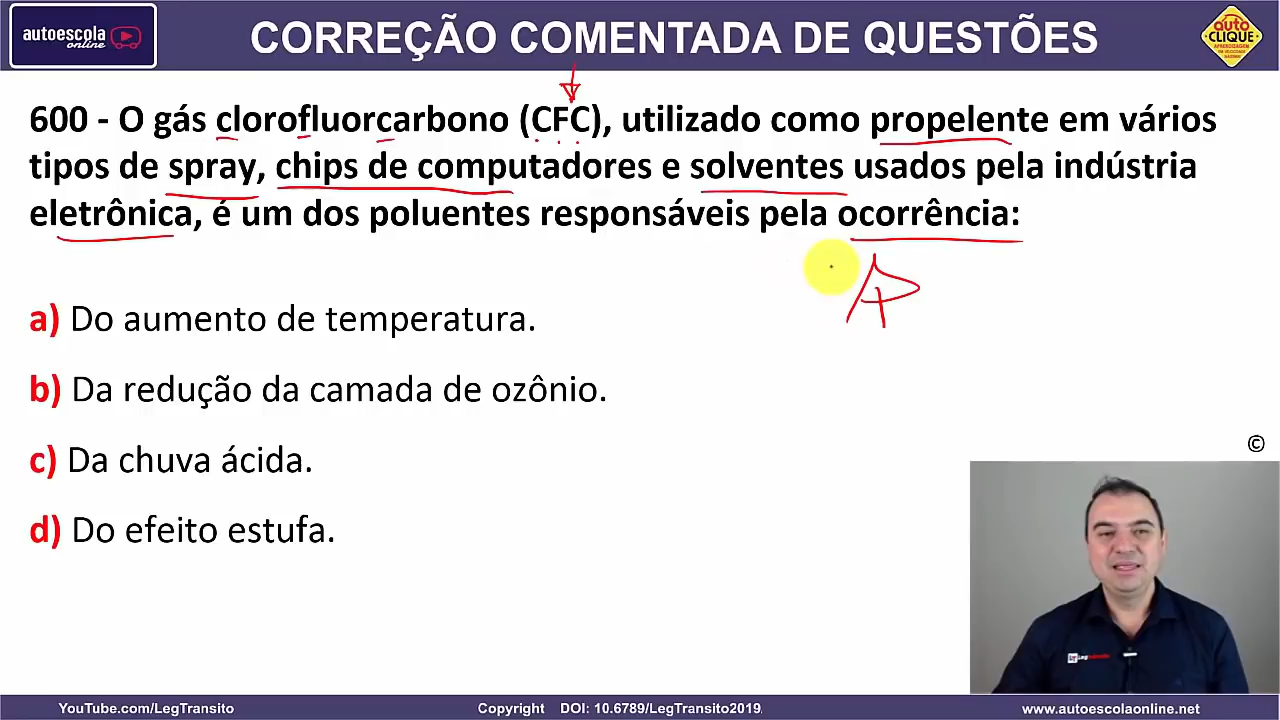 autoescola
online
CORREÇÃO COMENTADA DE QUESTÕES
auto
CLIQUE
600 - O gás clorofluorcarbono (CFC), utilizado como propelente em vários
tipos de spray, chips de computadores e solventes usados pela indústria
eletrônica, é um dos poluentes responsáveis pela ocorrência:
a) Do aumento de temperatura.
b) Da redução da camada de ozônio.
c) Da chuva ácida.
d) Do efeito estufa.
©
YouTube.com/LegTransito
Copyright DOI: 10.6789/LegTransito2019
www.autoescolaonline.net